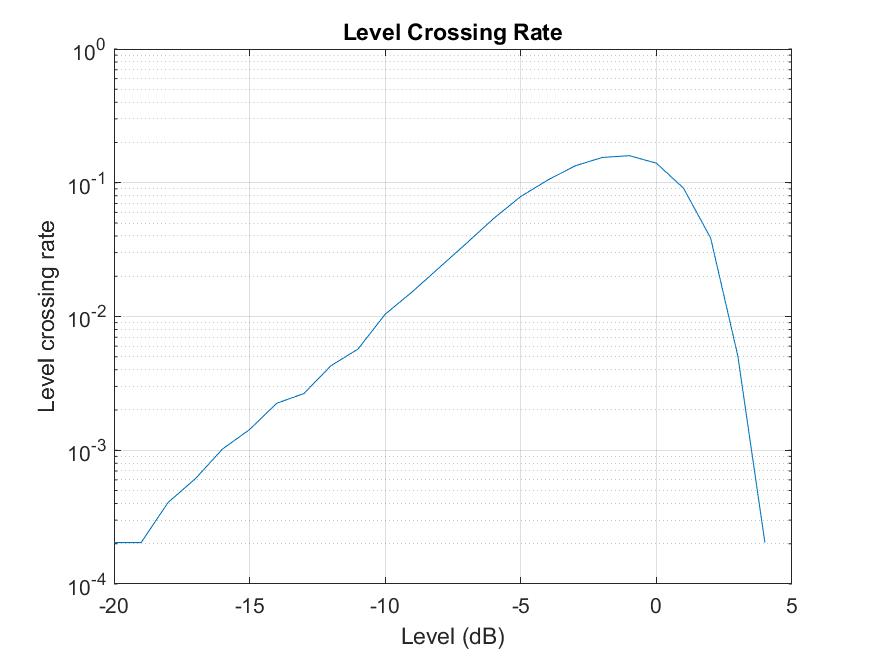 Level Crossing Rate
10^0
10^-1
10^-2
10^-3
10^-4
Level crossing rate
-20 -15 -10 -5 0 5
Level (dB)